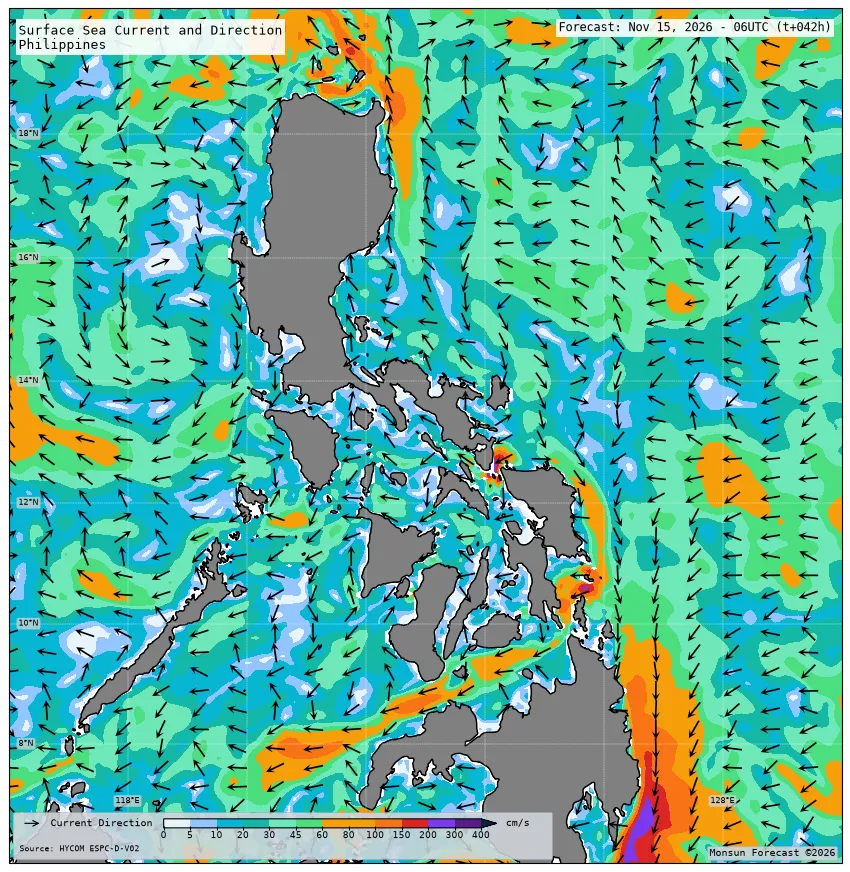 Surface Sea Current and Direction
Philippines
Forecast: Nov 15, 2026 - 06UTC (t+042h)
18°N
16°N
14°N
12°N
10°N
8°N
118°E
128°E
Current Direction
0 5 10 20 30 45 60 80 100 150 200 300 400
cm/s
Source: HYCOM ESPC-D-V02
Monsun Forecast ©2026